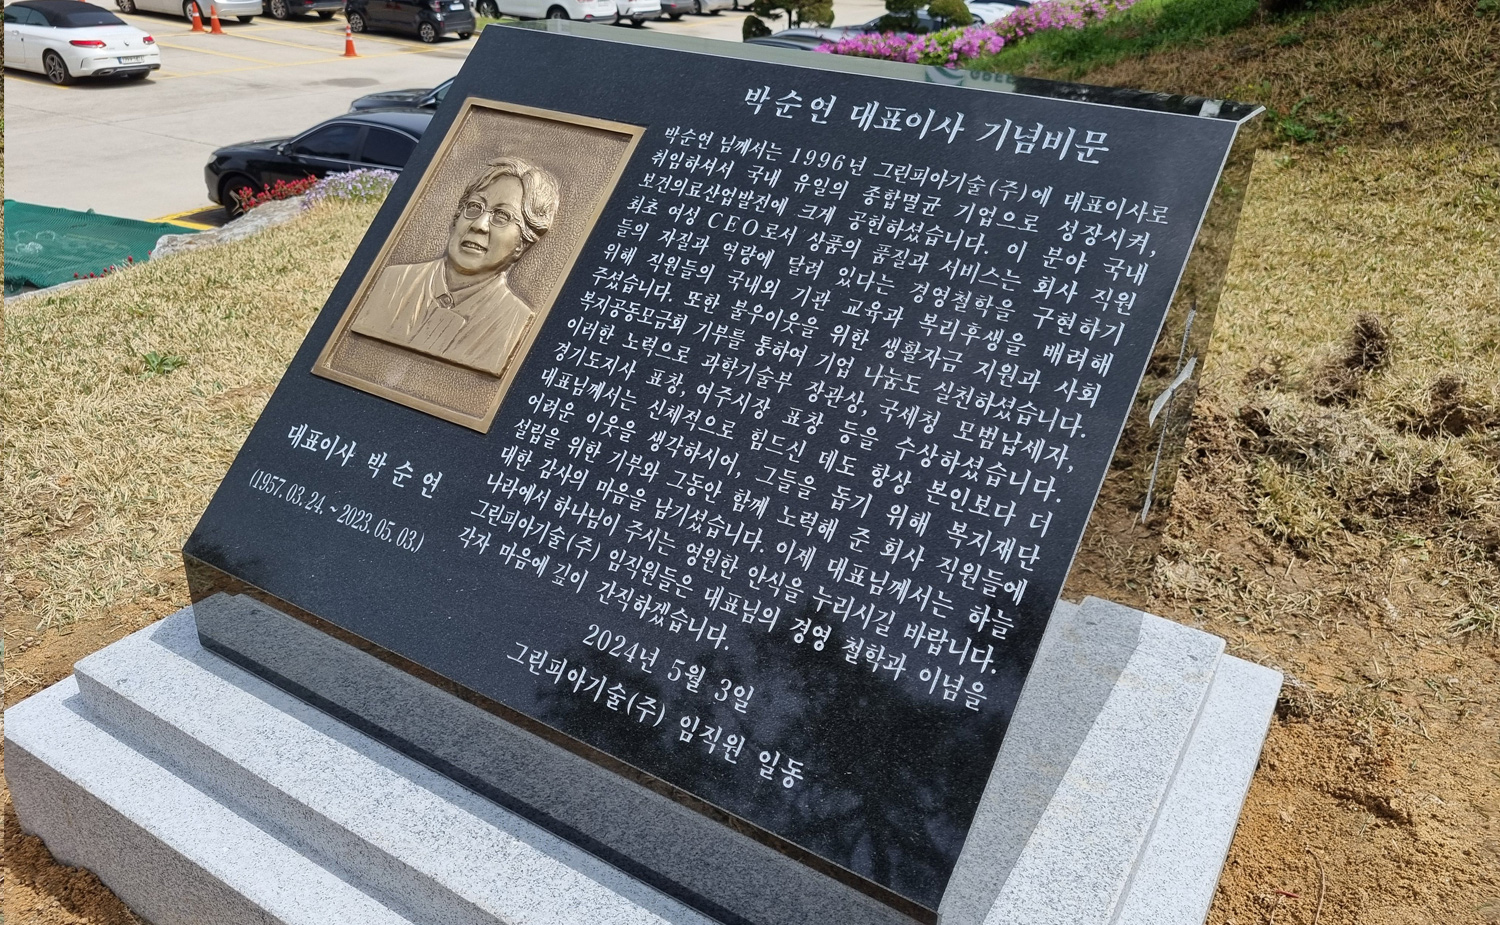 박순언 대표이사 기념비문
박순언 님께서는 1996년 그린피아기술(주)에 대표이사로
취임하셔서 국내 유일의 종합멸균 기업으로 성장시켜,
보건의료산업발전에 크게 공헌하셨습니다. 이 분야 국내
최초 여성 CEO로서 상품의 품질과 서비스는 회사 직원
들의 자질과 역량에 달려 있다는 경영철학을 구현하기
위해 직원들의 국내외 기관 교육과 복리후생을 배려해
주셨습니다. 또한 불우이웃을 위한 생활자금 지원과 사회
복지공동모금회 기부를 통하여 기업 나눔도 실천하셨습니다.
이러한 노력으로 과학기술부 장관상, 국세청 모범납세자,
경기도지사 표창, 여주시장 표창 등을 수상하셨습니다.
대표님께서는 신체적으로 힘드신 데도 항상 본인보다 더
어려운 이웃을 생각하시어, 그들을 돕기 위해 복지재단
설립을 위한 기부와 그동안 함께 노력해 준 회사 직원들에
대한 감사의 마음을 남기셨습니다. 이제 대표님께서는 하늘
나라에서 하나님이 주시는 영원한 안식을 누리시길 바랍니다.
그린피아기술(주) 임직원들은 대표님의 경영 철학과 이념을
각자 마음에 깊이 간직하겠습니다.
2024년 5월 3일
그린피아기술(주) 임직원 일동
대표이사 박 순 언
(1957. 03. 24. ~ 2023. 05. 03.)